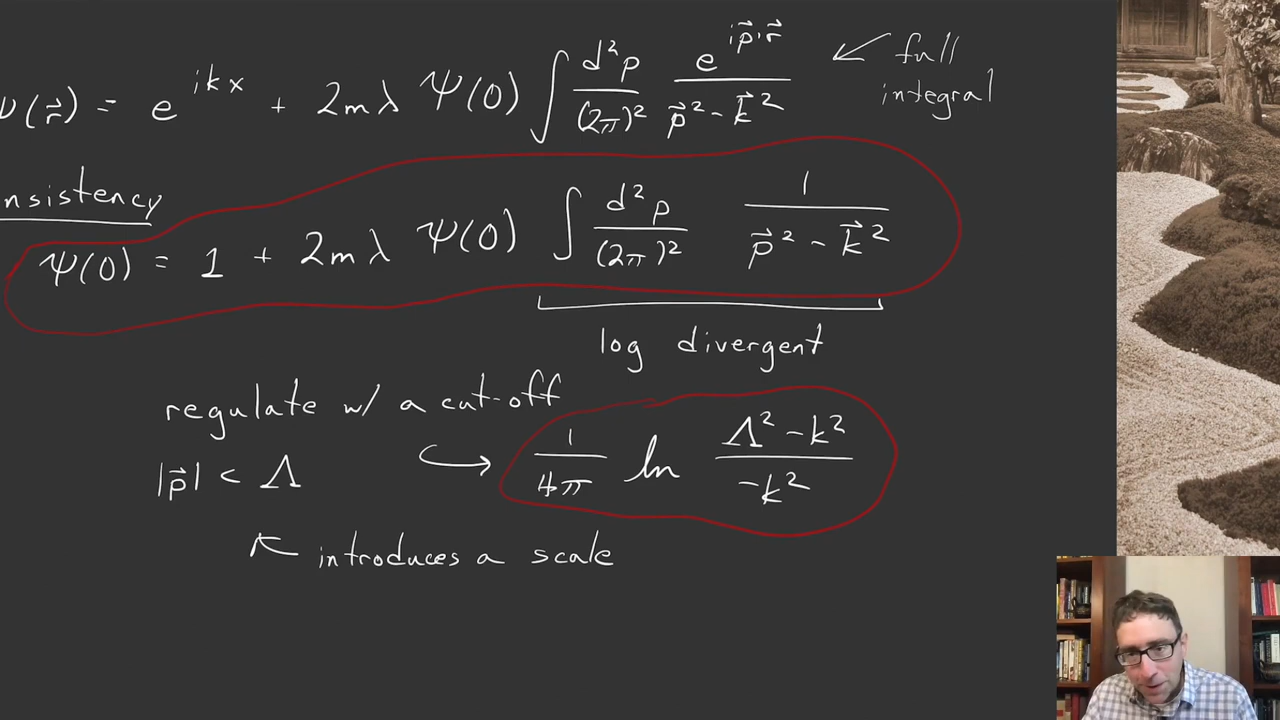 ψ(r⃗) = e^{ikx} + 2mλ ψ(0) ∫ d²p/(2π)² e^{ip⃗·r⃗}/(p⃗² - k⃗²) ← full integral
nsistency
ψ(0) = 1 + 2mλ ψ(0) ∫ d²p/(2π)² 1/(p⃗² - k⃗²)
log divergent
regulate w/ a cut-off
|p⃗| < Λ ↪ 1/4π ln (Λ² - k²)/(-k²)
↖ introduces a scale